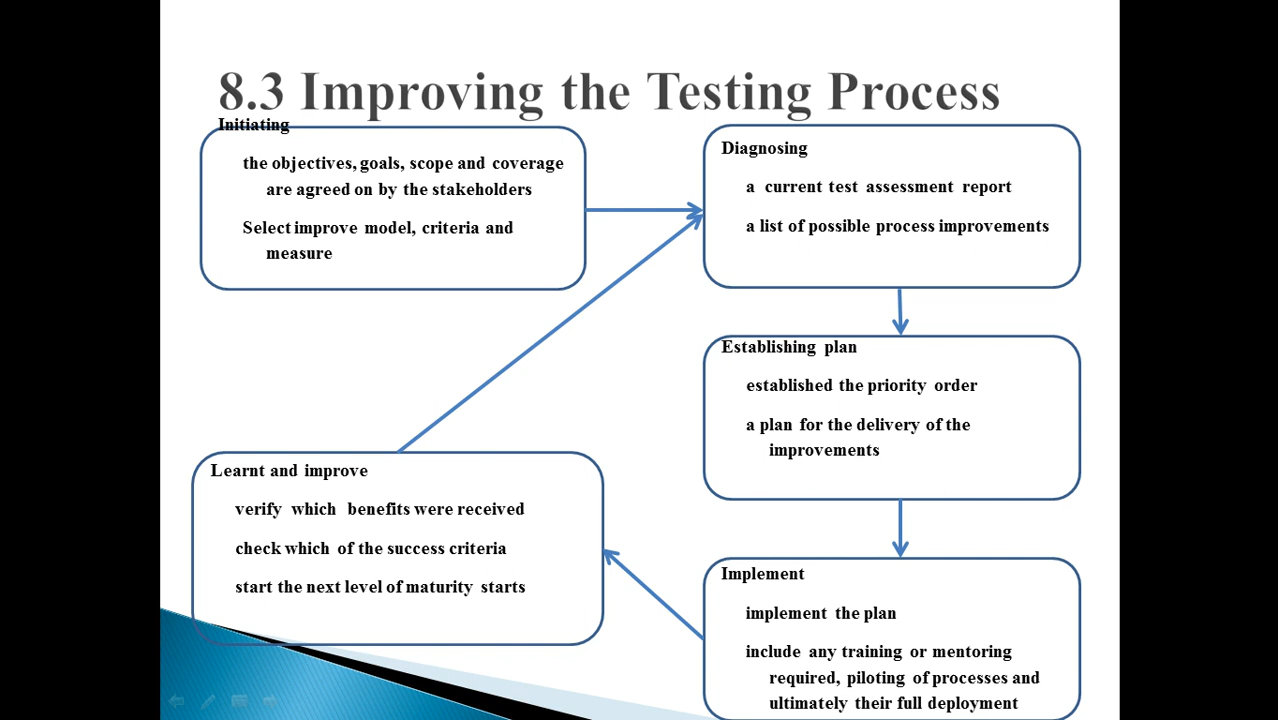 8.3 Improving the Testing Process
Initiating
the objectives, goals, scope and coverage
are agreed on by the stakeholders
Select improve model, criteria and
measure
Diagnosing
a current test assessment report
a list of possible process improvements
Establishing plan
established the priority order
a plan for the delivery of the
improvements
Implement
implement the plan
include any training or mentoring
required, piloting of processes and
ultimately their full deployment
Learnt and improve
verify which benefits were received
check which of the success criteria
start the next level of maturity starts